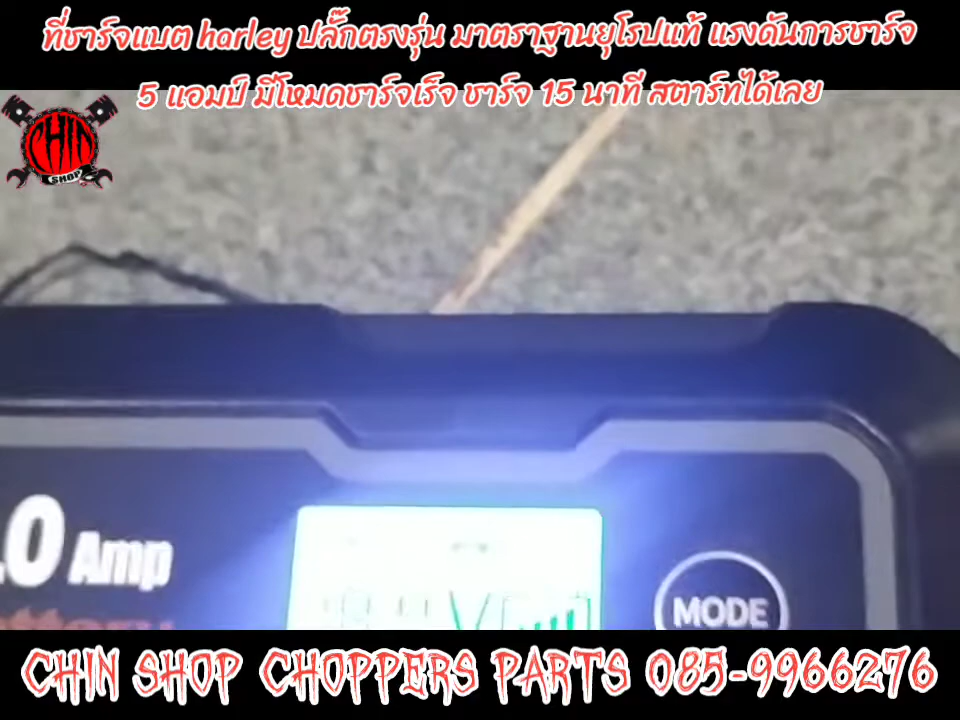 ที่ชาร์จแบต harley ปลั๊กตรงรุ่น มาตราฐานยุโรปแท้ แรงดันการชาร์จ
5 แอมป์ มีโหมดชาร์จเร็จ ชาร์จ 15 นาที สตาร์ทได้เลย
CHIN
SHOP
.0 Amp
MODE
CHIN SHOP CHOPPERS PARTS 085-9966276